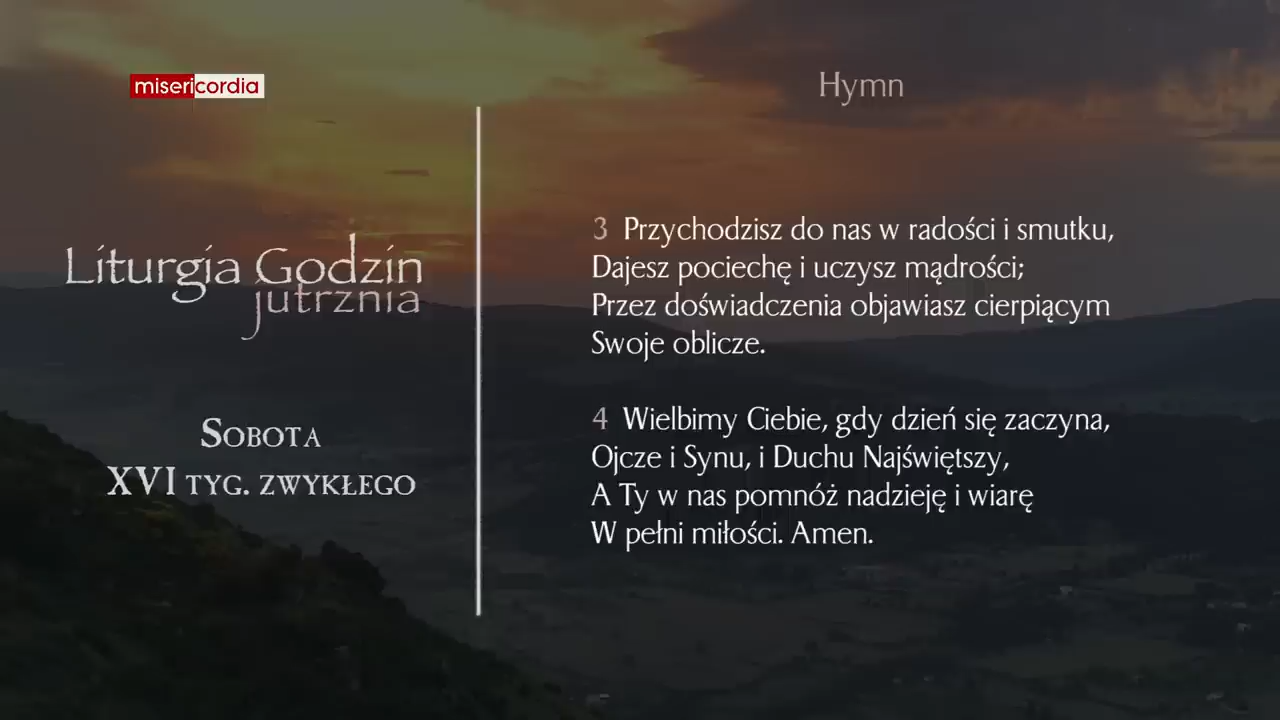 misericordia
Liturgia Godzin
jutrznia
Sobota
XVI tyg. zwykłego
Hymn
3 Przychodzisz do nas w radości i smutku,
Dajesz pociechę i uczysz mądrości;
Przez doświadczenia objawiasz cierpiącym
Swoje oblicze.
4 Wielbimy Ciebie, gdy dzień się zaczyna,
Ojcze i Synu, i Duchu Najświętszy,
A Ty w nas pomnóż nadzieję i wiarę
W pełni miłości. Amen.